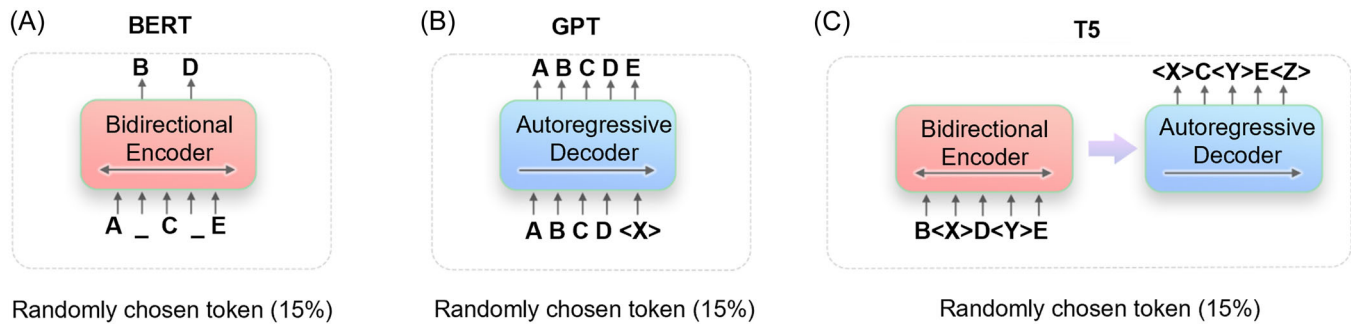 (A)
BERT
B D
Bidirectional
Encoder
A _ C _ E
Randomly chosen token (15%)
(B)
GPT
A B C D E
Autoregressive
Decoder
A B C D <X>
Randomly chosen token (15%)
(C)
T5
<X>C<Y>E<Z>
Bidirectional
Encoder
Autoregressive
Decoder
B<X>D<Y>E
Randomly chosen token (15%)